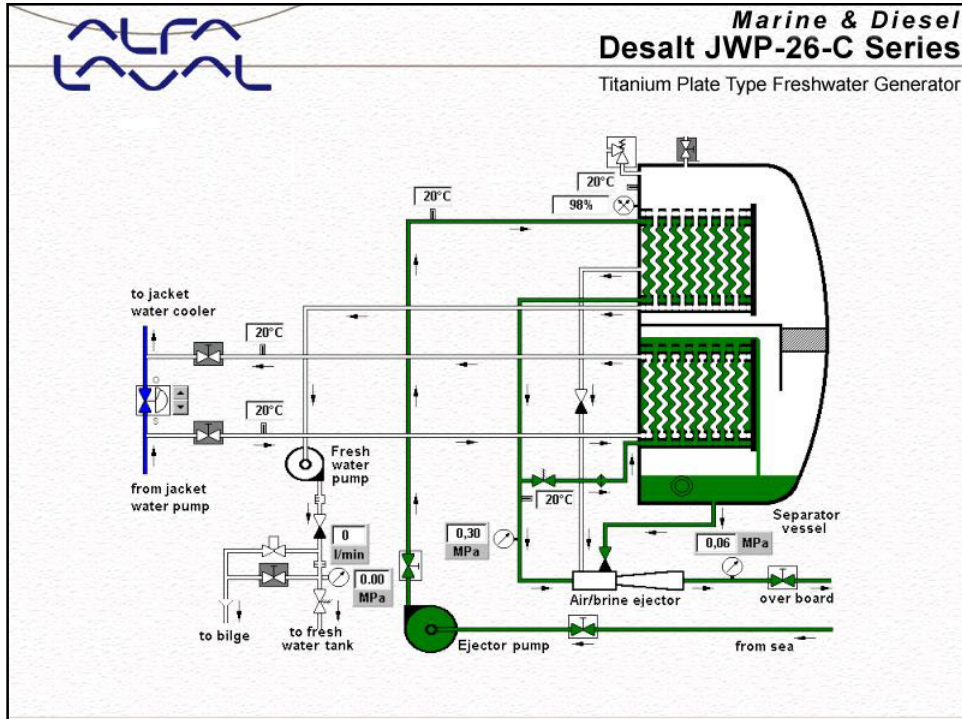 ALFA
LAVAL
Marine & Diesel
Desalt JWP-26-C Series
Titanium Plate Type Freshwater Generator
20°C
20°C
98%
to jacket
water cooler
20°C
O
S
20°C
from jacket
water pump
Fresh
water
pump
20°C
Separator
vessel
0
l/min
0,30
MPa
0,06 MPa
0.00
MPa
Air/brine ejector
over board
to bilge
to fresh
water tank
Ejector pump
from sea